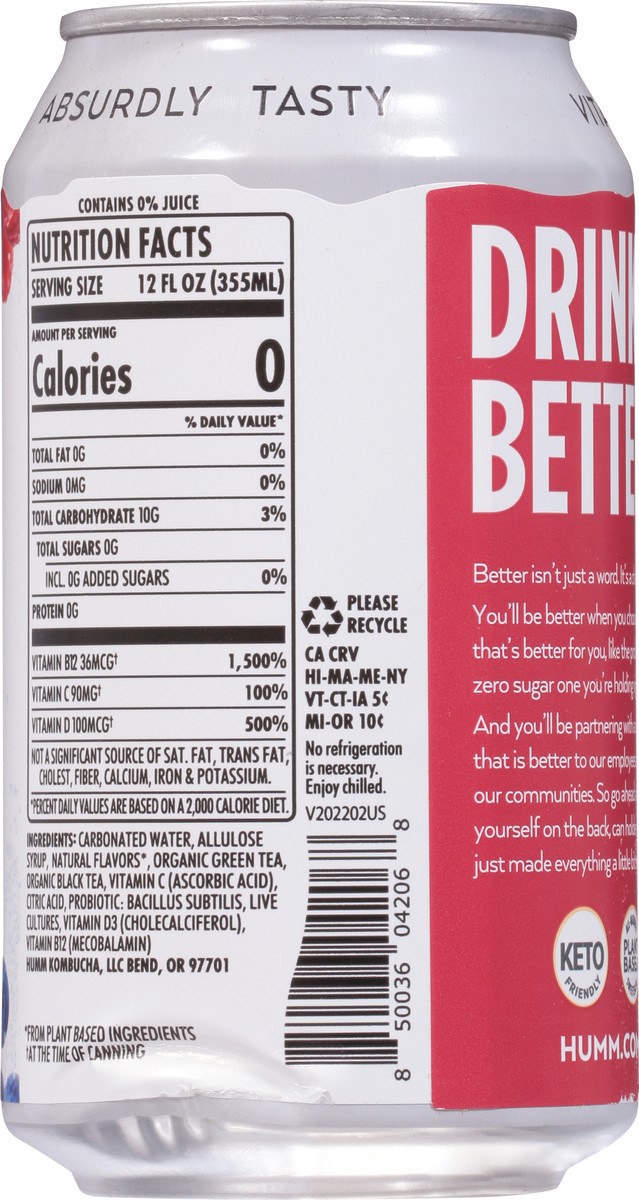 ABSURDLY TASTY
CONTAINS 0% JUICE
NUTRITION FACTS
SERVING SIZE 12 FL OZ (355ML)
AMOUNT PER SERVING
Calories 0
% DAILY VALUE*
TOTAL FAT 0G 0%
SODIUM 0MG 0%
TOTAL CARBOHYDRATE 10G 3%
TOTAL SUGARS 0G
INCL. 0G ADDED SUGARS 0%
PROTEIN 0G
VITAMIN B12 36MCG† 1,500%
VITAMIN C 90MG† 100%
VITAMIN D 100MCG† 500%
NOT A SIGNIFICANT SOURCE OF SAT. FAT, TRANS FAT,
CHOLEST, FIBER, CALCIUM, IRON & POTASSIUM.
*PERCENT DAILY VALUES ARE BASED ON A 2,000 CALORIE DIET.
INGREDIENTS: CARBONATED WATER, ALLULOSE
SYRUP, NATURAL FLAVORS*, ORGANIC GREEN TEA,
ORGANIC BLACK TEA, VITAMIN C (ASCORBIC ACID),
CITRIC ACID, PROBIOTIC: BACILLUS SUBTILIS, LIVE
CULTURES, VITAMIN D3 (CHOLECALCIFEROL),
VITAMIN B12 (MECOBALAMIN)
HUMM KOMBUCHA, LLC BEND, OR 97701
*FROM PLANT BASED INGREDIENTS
†AT THE TIME OF CANNING
PLEASE
RECYCLE
CA CRV
HI-MA-ME-NY
VT-CT-IA 5¢
MI-OR 10¢
No refrigeration
is necessary.
Enjoy chilled.
V202202US
8 50036 04206 8
DRIN
BETTE
Better isn't just a word. It's a
You'll be better when you
that's better for you, like the
zero sugar one you're holding
And you'll be partnering with
that is better to our employees
our communities. So go ahead
yourself on the back, can
just made everything a little
KETO
FRIENDLY
PLANT
BASED
HUMM.CO